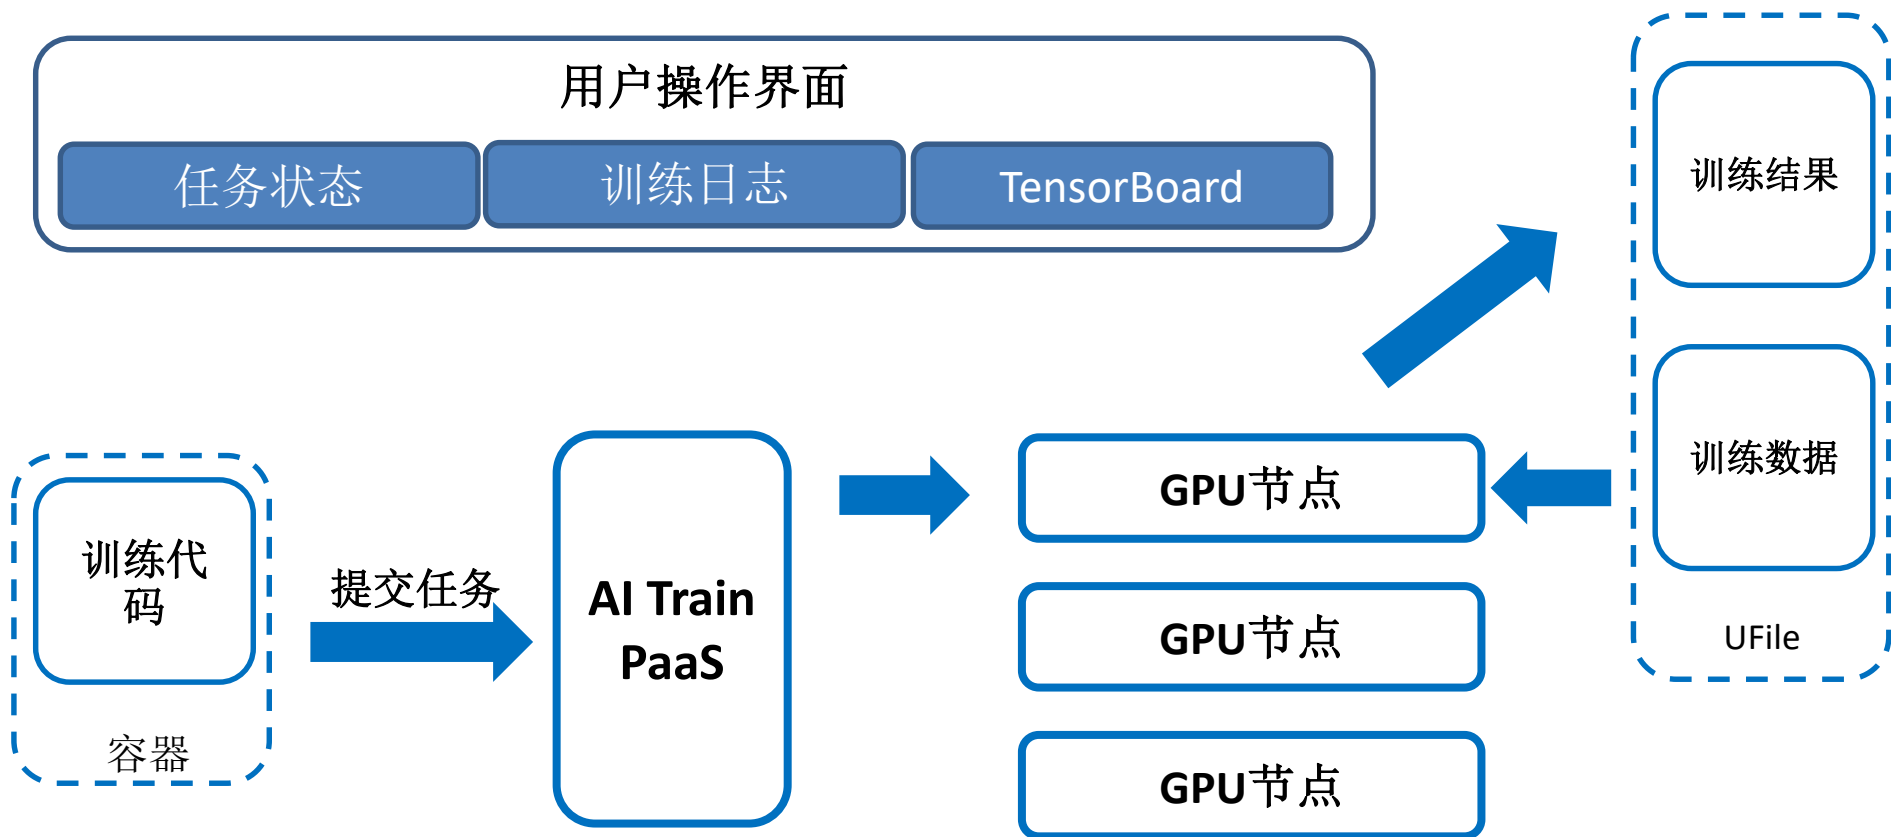 用户操作界面
任务状态
训练日志
TensorBoard
训练结果
训练数据
UFile
训练代
码
容器
提交任务
AI Train
PaaS
GPU节点
GPU节点
GPU节点